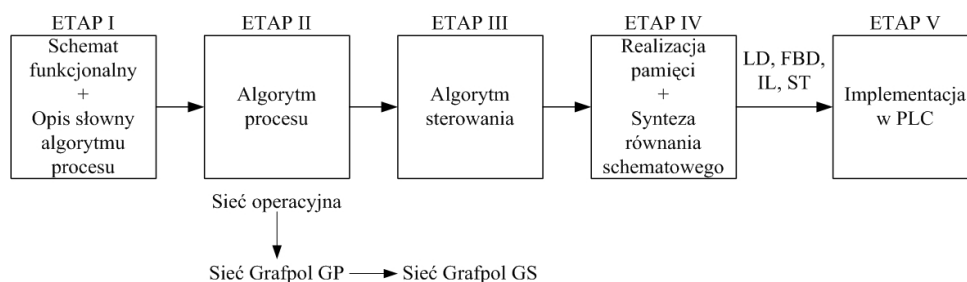 ETAP I
Schemat
funkcjonalny
+
Opis słowny
algorytmu
procesu
ETAP II
Algorytm
procesu
ETAP III
Algorytm
sterowania
ETAP IV
Realizacja
pamięci
+
Synteza
równania
schematowego
LD, FBD,
IL, ST
ETAP V
Implementacja
w PLC
Sieć operacyjna
Sieć Grafpol GP
Sieć Grafpol GS